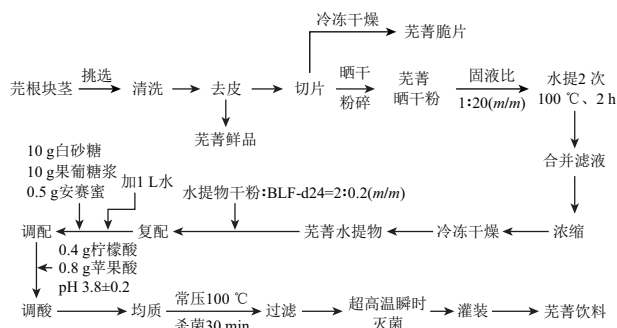 冷冻干燥
芜菁脆片
芫根块茎
挑选
清洗
去皮
切片
晒干
粉碎
芜菁
晒干粉
固液比
1∶20(m/m)
水提2 次
100 ℃、2 h
芜菁鲜品
合并滤液
10 g白砂糖
10 g果葡糖浆
0.5 g安赛蜜
加1 L水
水提物干粉∶BLF-d24=2∶0.2(m/m)
调配
复配
芜菁水提物
冷冻干燥
浓缩
0.4 g柠檬酸
0.8 g苹果酸
pH 3.8±0.2
调酸
均质
常压100 ℃
杀菌30 min
过滤
超高温瞬时
灭菌
灌装
芜菁饮料